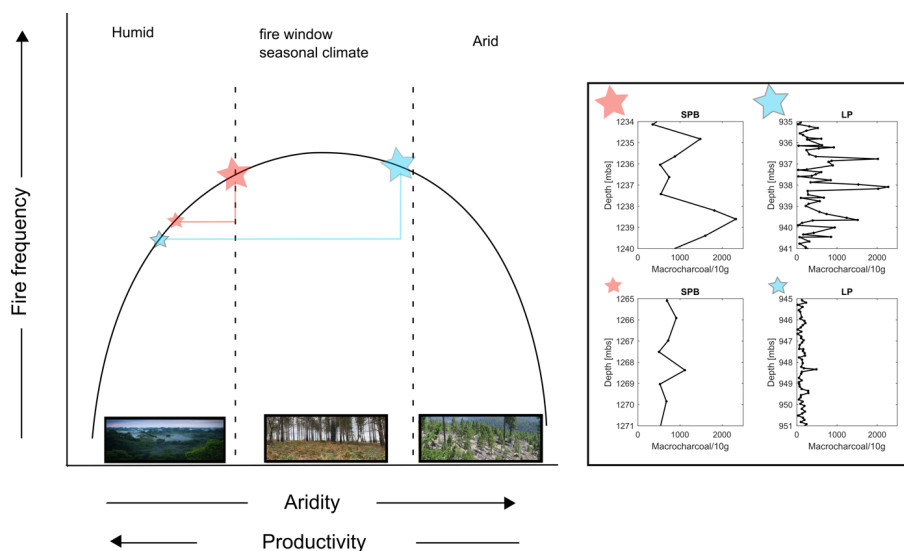 Humid
fire window
seasonal climate
Arid
Fire frequency
Aridity
Productivity
SPB
1234
1235
1236
1237
1238
1239
1240
Depth [mbs]
0 1000 2000
Macrocharcoal/10g
LP
935
936
937
938
939
940
941
Depth [mbs]
0 1000 2000
Macrocharcoal/10g
SPB
1265
1266
1267
1268
1269
1270
1271
Depth [mbs]
0 1000 2000
Macrocharcoal/10g
LP
945
946
947
948
949
950
951
Depth [mbs]
0 1000 2000
Macrocharcoal/10g